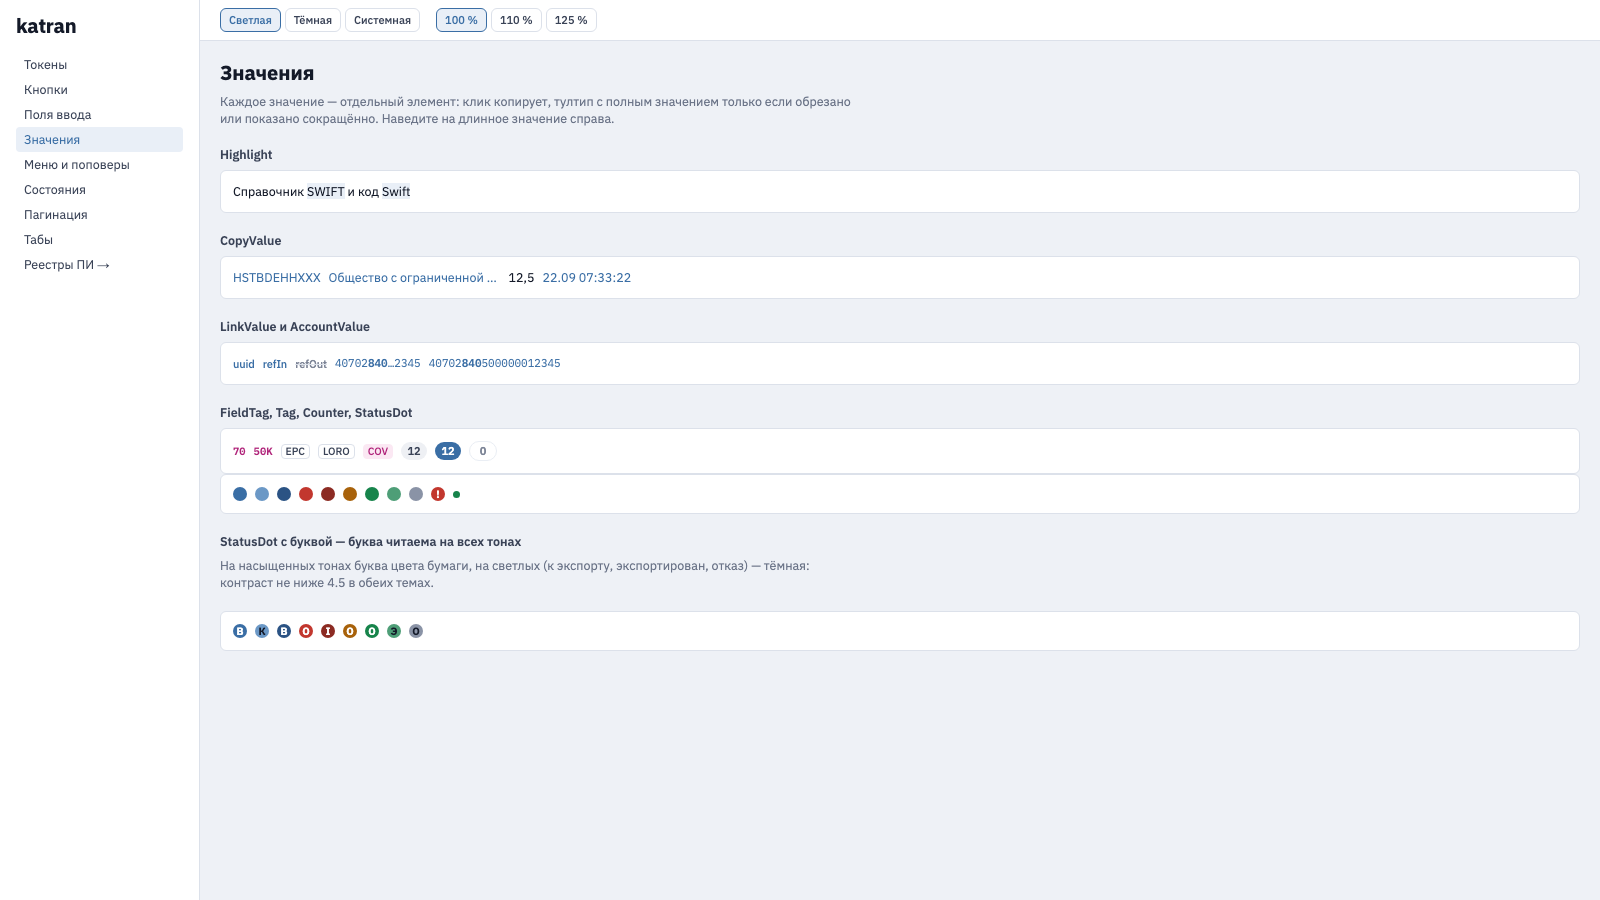 katran
Светлая Тёмная Системная 100 % 110 % 125 %
Токены
Кнопки
Поля ввода
Значения
Меню и поповеры
Состояния
Пагинация
Табы
Реестры ПИ →
Значения
Каждое значение — отдельный элемент: клик копирует, тултип с полным значением только если обрезано
или показано сокращённо. Наведите на длинное значение справа.
Highlight
Справочник SWIFT и код Swift
CopyValue
HSTBDEHHXXX Общество с ограниченной ... 12,5 22.09 07:33:22
LinkValue и AccountValue
uuid refIn refOut 40702840…2345 40702840500000012345
FieldTag, Tag, Counter, StatusDot
70 50K EPC LORO COV 12 12 0
!
StatusDot с буквой — буква читаема на всех тонах
На насыщенных тонах буква цвета бумаги, на светлых (к экспорту, экспортирован, отказ) — тёмная:
контраст не ниже 4.5 в обеих темах.
В К В О І О О Э О